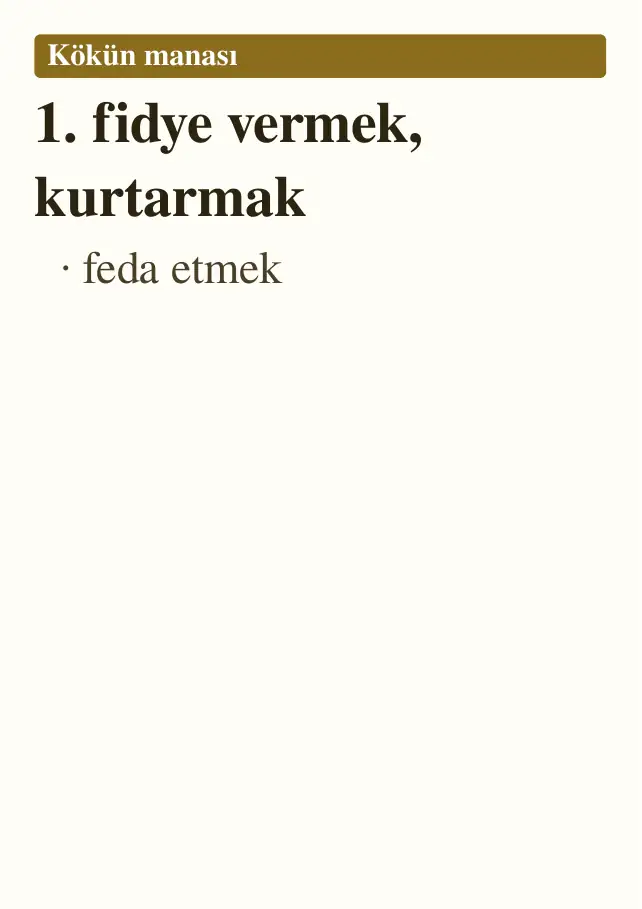 Kökün manası
1. fidye vermek,
kurtarmak
· feda etmek